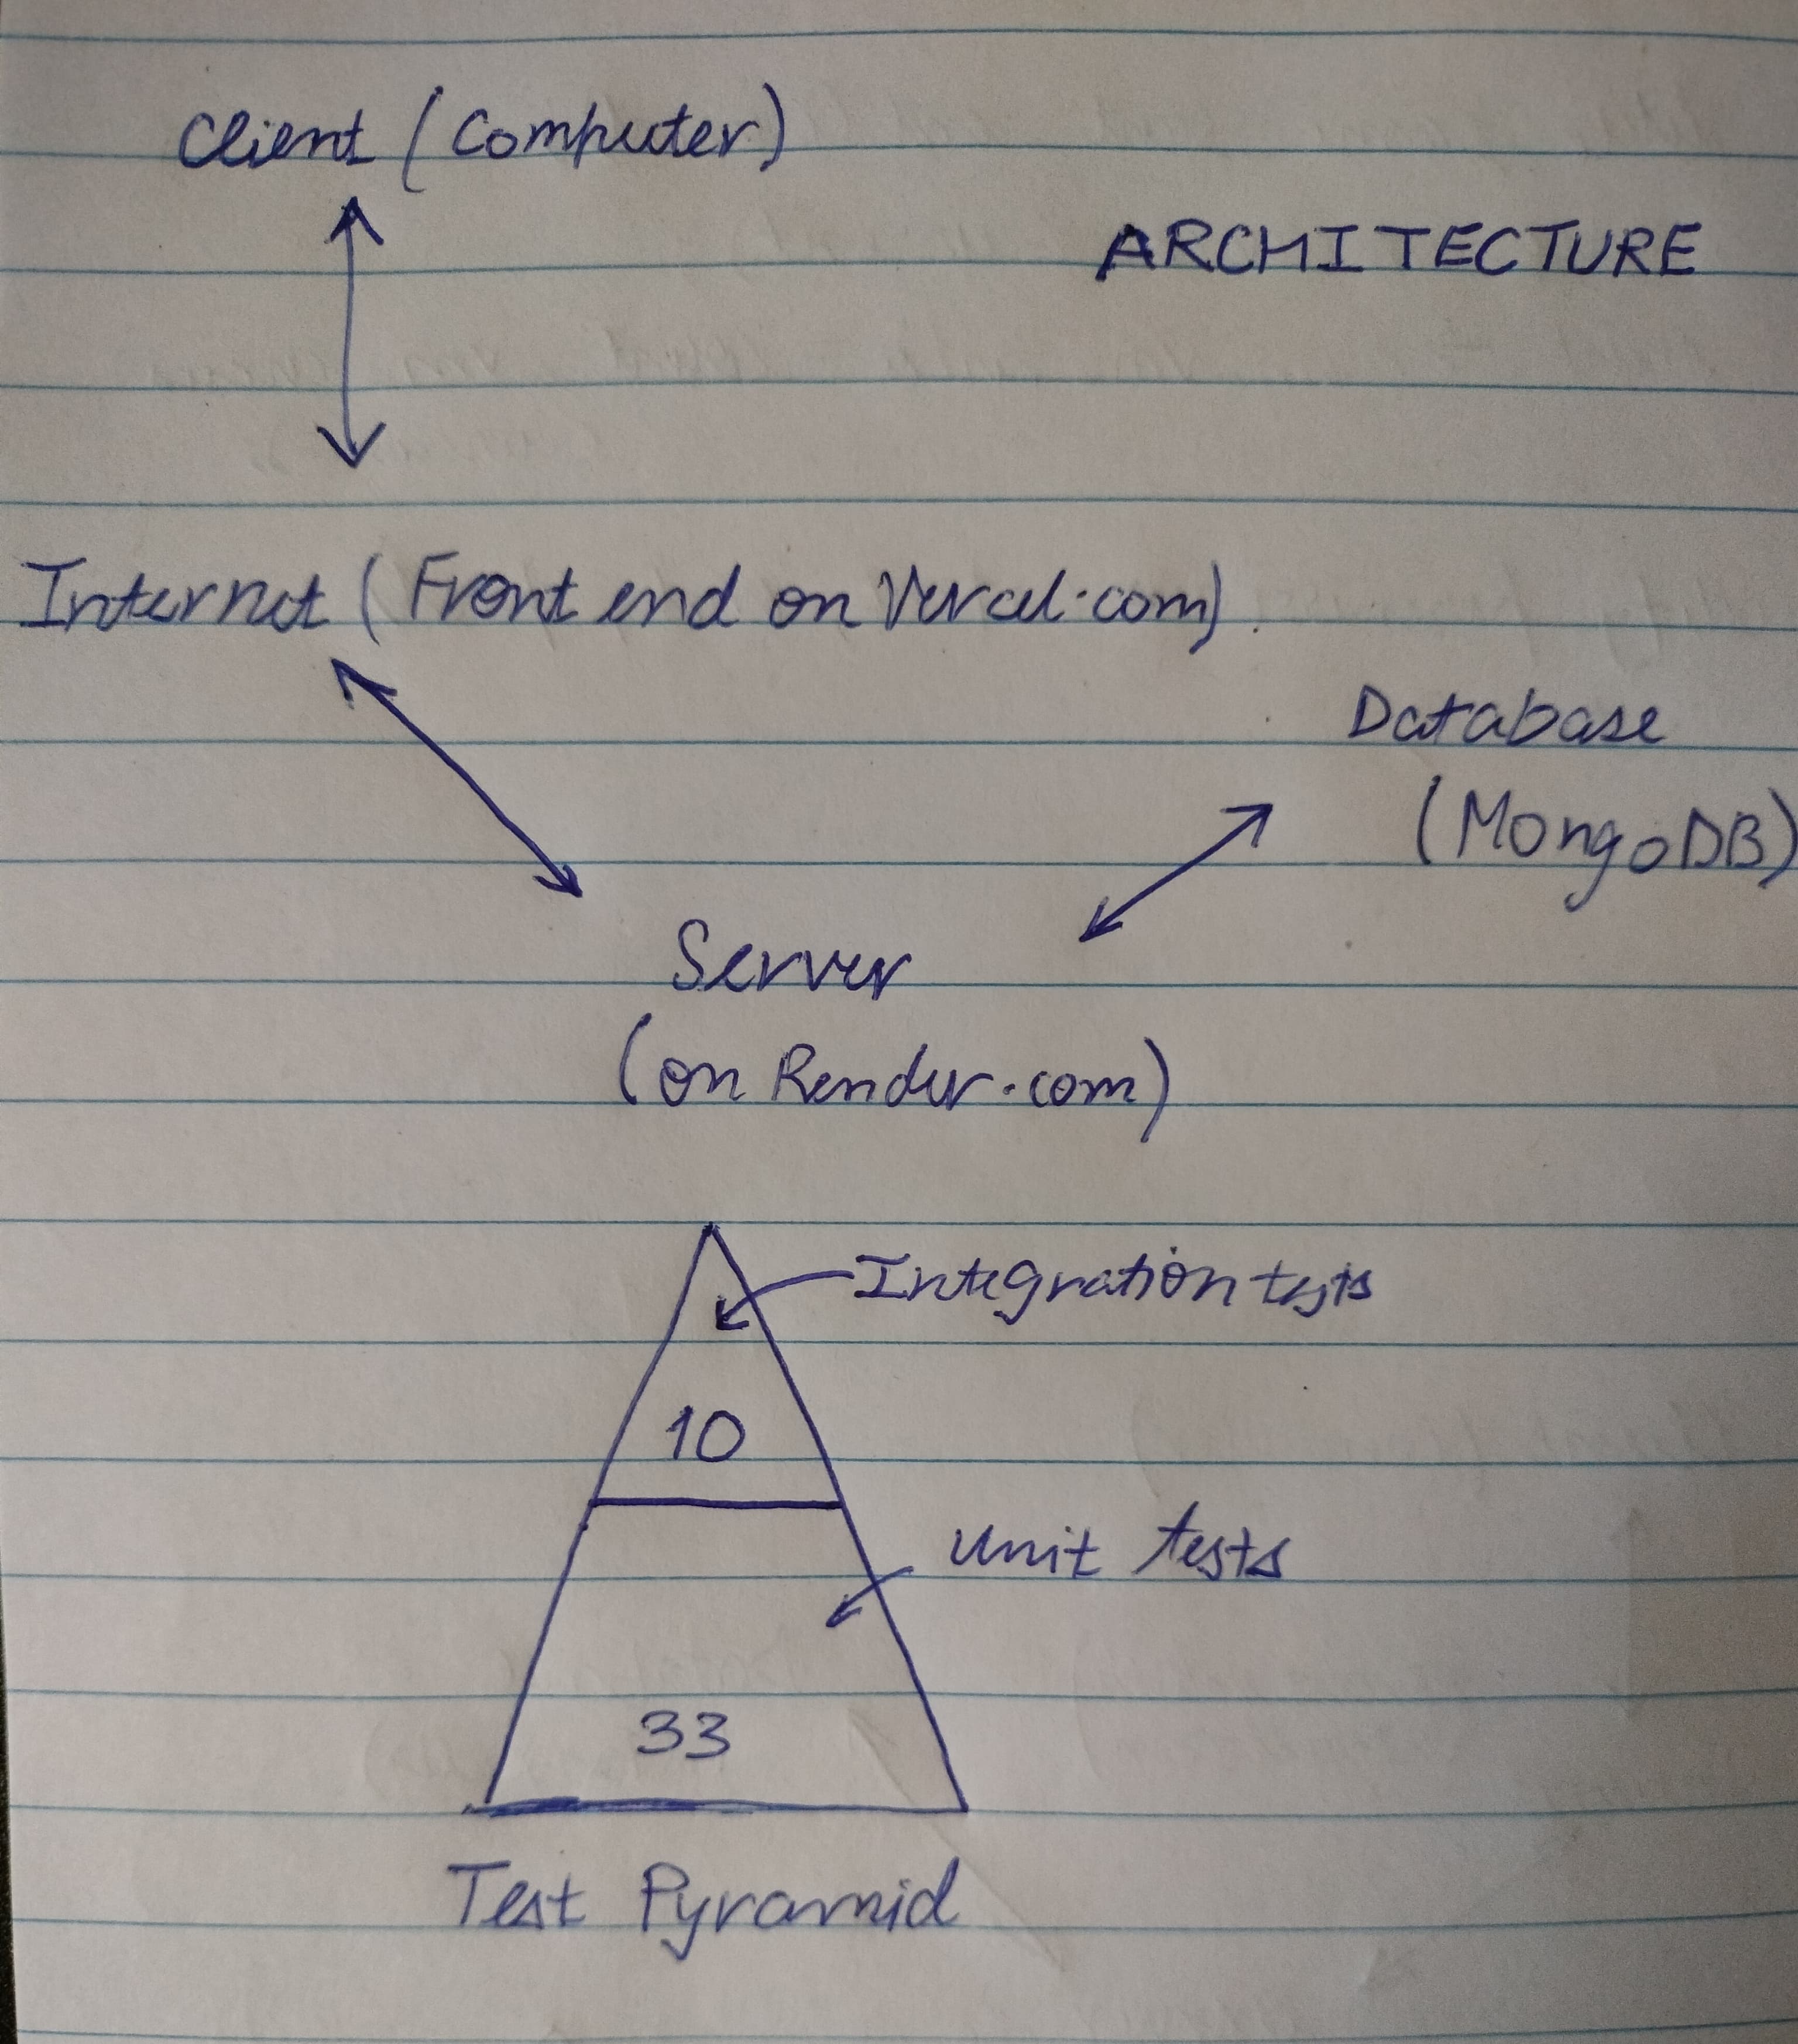 Client (Computer)
ARCHITECTURE
Internet (Front end on Vercel.com).
Database
(MongoDB)
Server
(on Render.com)
Integration tests
10
Unit tests
33
Test Pyramid